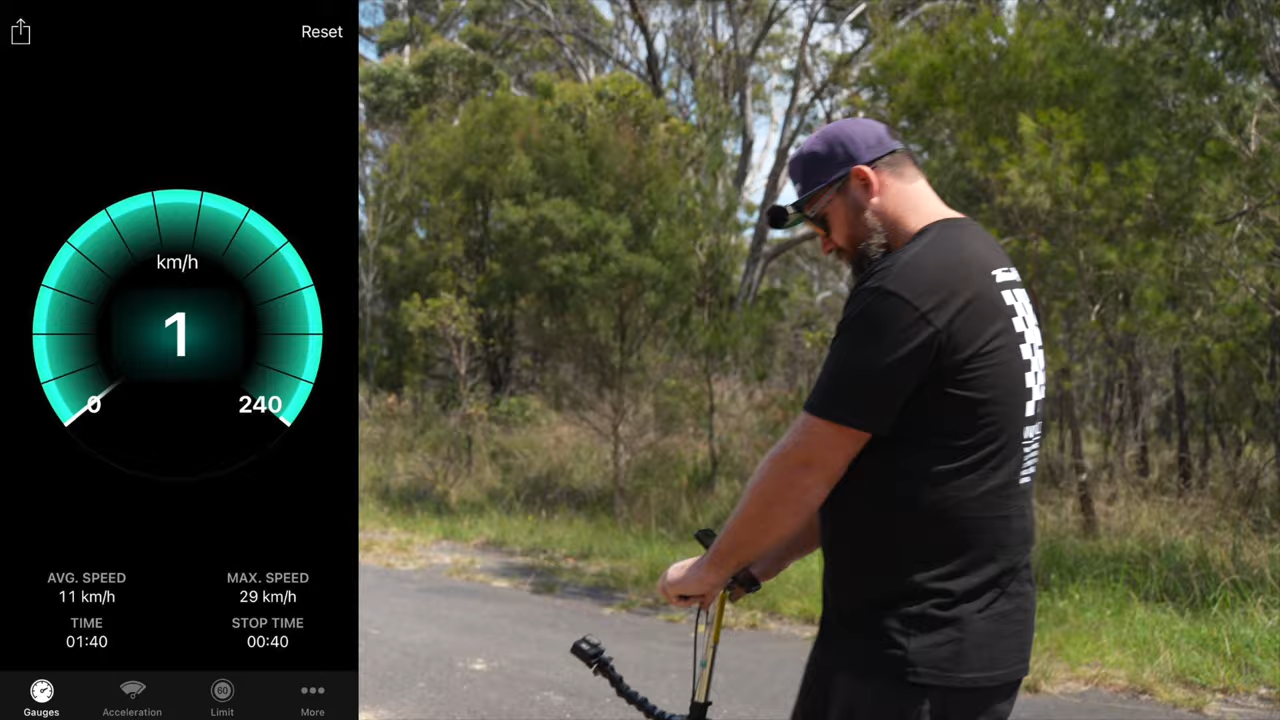 Reset
km/h
1
0
240
AVG. SPEED
11 km/h
MAX. SPEED
29 km/h
TIME
01:40
STOP TIME
00:40
Gauges
Acceleration
60
Limit
More